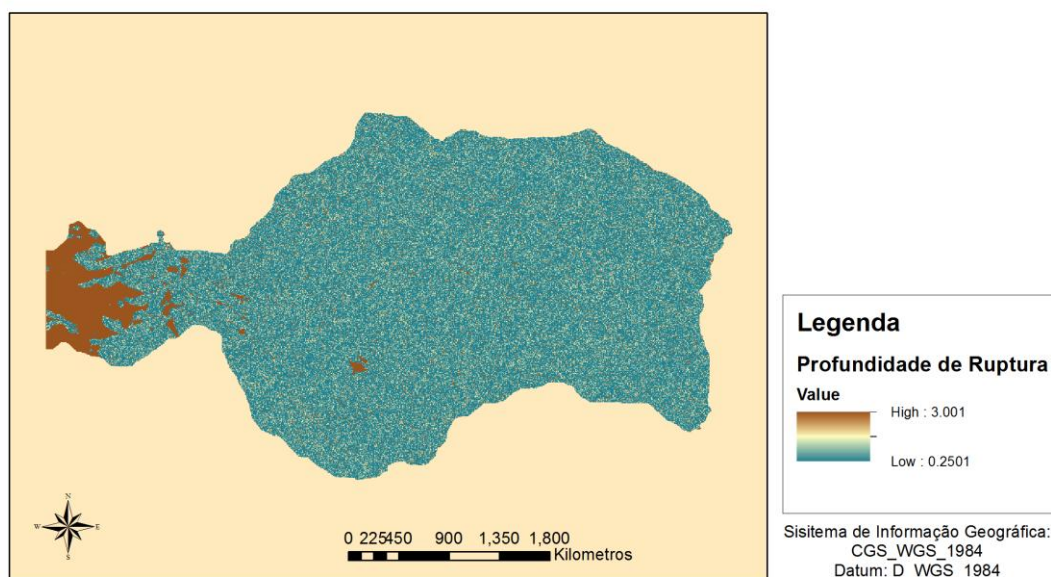 Legenda
Profundidade de Ruptura
Value
High : 3.001
Low : 0.2501
N
W E
S
0 225450 900 1,350 1,800
Kilometros
Sisitema de Informação Geográfica:
CGS_WGS_1984
Datum: D_WGS_1984